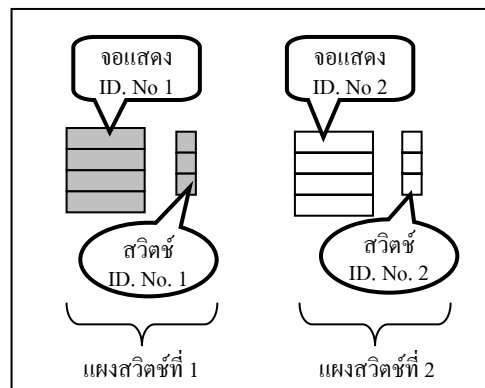 จอแสดง
ID. No 1
จอแสดง
ID. No 2
สวิตช์
ID. No. 1
สวิตช์
ID. No. 2
แผงสวิตช์ที่ 1
แผงสวิตช์ที่ 2